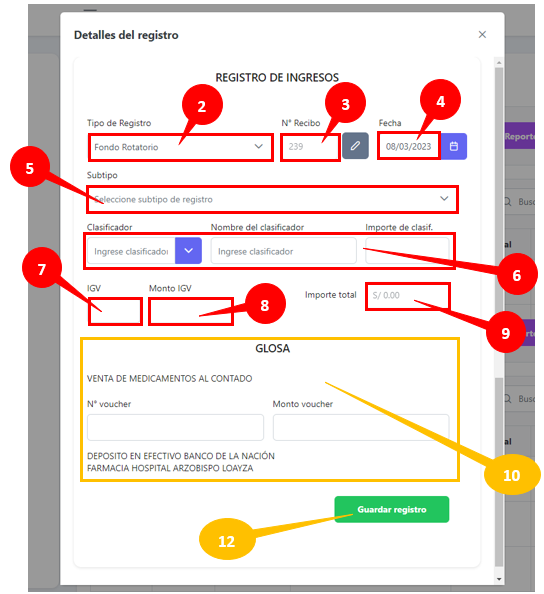 Detalles del registro
REGISTRO DE INGRESOS
2
3
4
Tipo de Registro
N° Recibo
Fecha
Fondo Rotatorio
239
08/03/2023
Reporte
5
Subtipo
Seleccione subtipo de registro
Busc
Clasificador
Nombre del clasificador
Importe de clasif.
Ingrese clasificador
Ingrese clasificador
al
7
6
IGV
Monto IGV
8
Importe total
S/ 0.00
9
GLOSA
VENTA DE MEDICAMENTOS AL CONTADO
N° voucher
Monto voucher
Busc
al
DEPOSITO EN EFECTIVO BANCO DE LA NACIÓN
FARMACIA HOSPITAL ARZOBISPO LOAYZA
10
Guardar registro
12